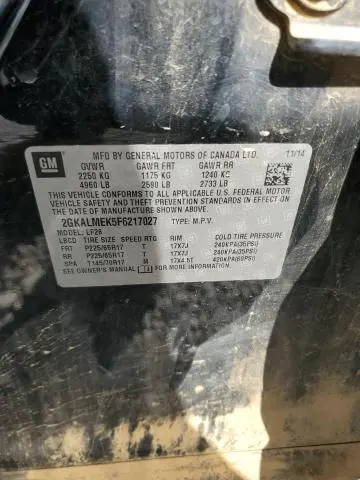 GM
MFD BY GENERAL MOTORS OF CANADA LTD. 11/14
GVWR GAWR FRT GAWR RR
2250 KG 1175 KG 1240 KG
4960 LB 2590 LB 2733 LB
THIS VEHICLE CONFORMS TO ALL APPLICABLE U.S. FEDERAL MOTOR
VEHICLE SAFETY AND THEFT PREVENTION STANDARDS IN EFFECT
ON THE DATE OF MANUFACTURE SHOWN ABOVE.
2GKALMEK5F6217027 TYPE: M.P.V.
MODEL: LF26
LBCD TIRE SIZE SPEED RTG RIM COLD TIRE PRESSURE
FRT P225/65R17 T 17X7J 240KPA(35PSI)
RR P225/65R17 T 17X7J 240KPA(35PSI)
SPA T145/70R17 M 17X4.5T 420KPA(60PSI)
SEE OWNER'S MANUAL FOR MORE INFORMATION.